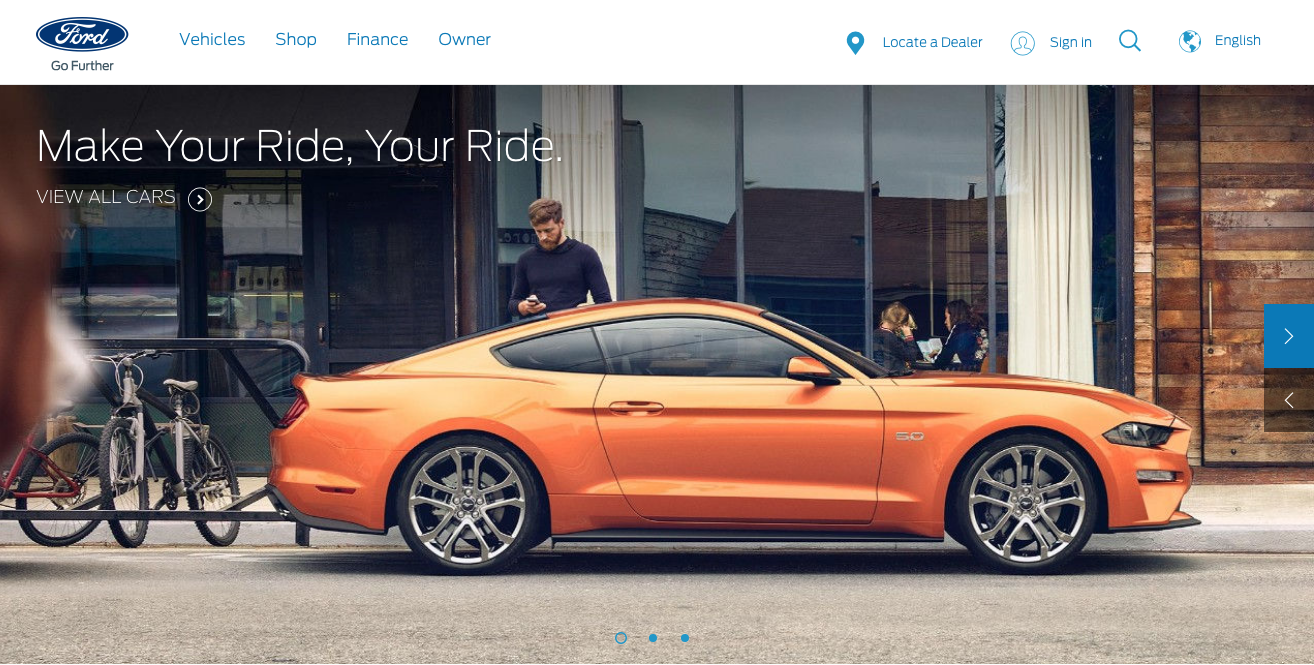 Ford
Go Further
Vehicles
Shop
Finance
Owner
Locate a Dealer
Sign in
English
Make Your Ride, Your Ride.
VIEW ALL CARS
5.0